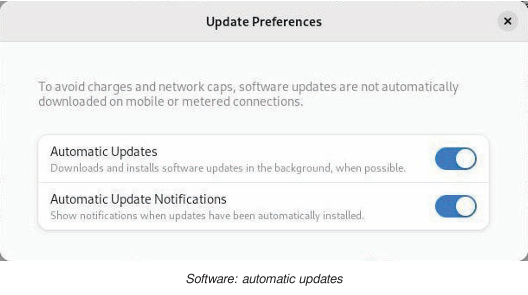 Update Preferences
To avoid charges and network caps, software updates are not automatically
downloaded on mobile or metered connections.
Automatic Updates
Downloads and installs software updates in the background, when possible.
Automatic Update Notifications
Show notifications when updates have been automatically installed.
Software: automatic updates